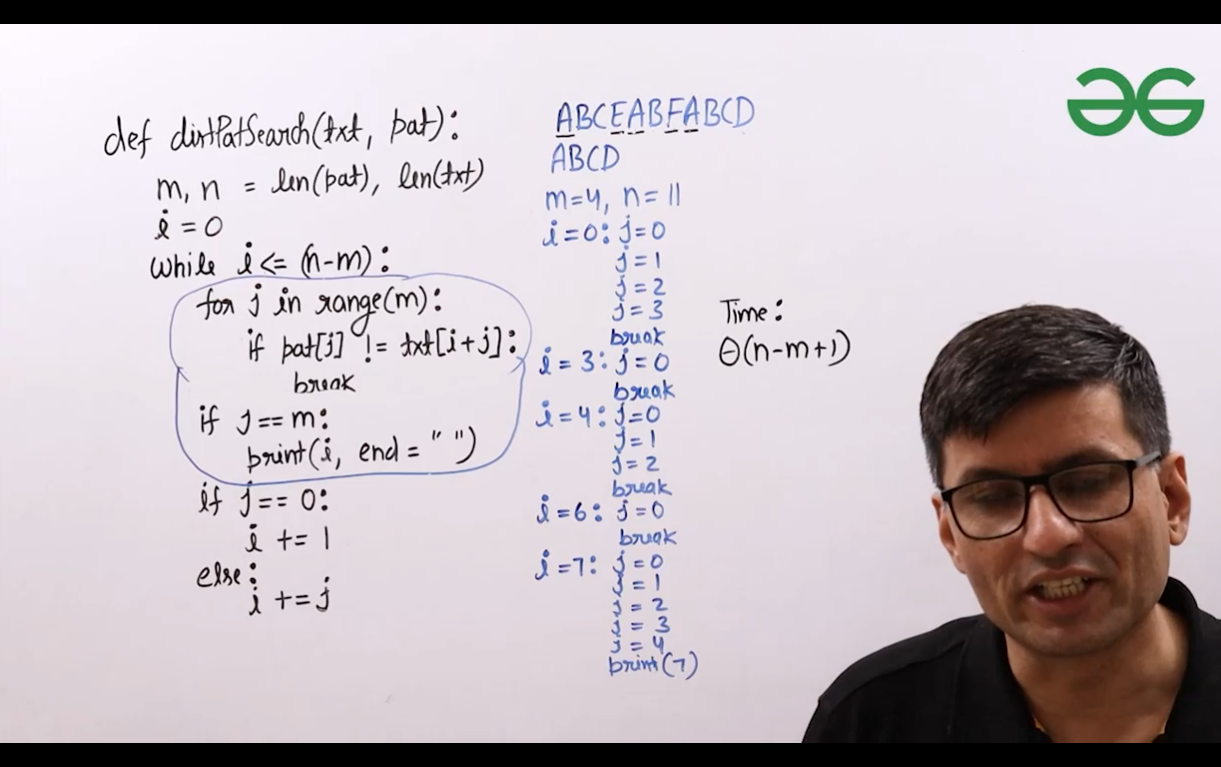 def distPatSearch(txt, pat):
m, n = len(pat), len(txt)
i = 0
while i <= (n-m):
for j in range(m):
if pat[j] != txt[i+j]:
break
if j == m:
print(i, end = " ")
if j == 0:
i += 1
else:
i += j
ABCEABFABCD
ABCD
m=4, n=11
i=0: j=0
j=1
j=2
j=3
break
i=3: j=0
break
i=4: j=0
j=1
j=2
break
i=6: j=0
break
i=7: j=0
j=1
j=2
j=3
j=4
print(7)
Time:
Θ(n-m+1)